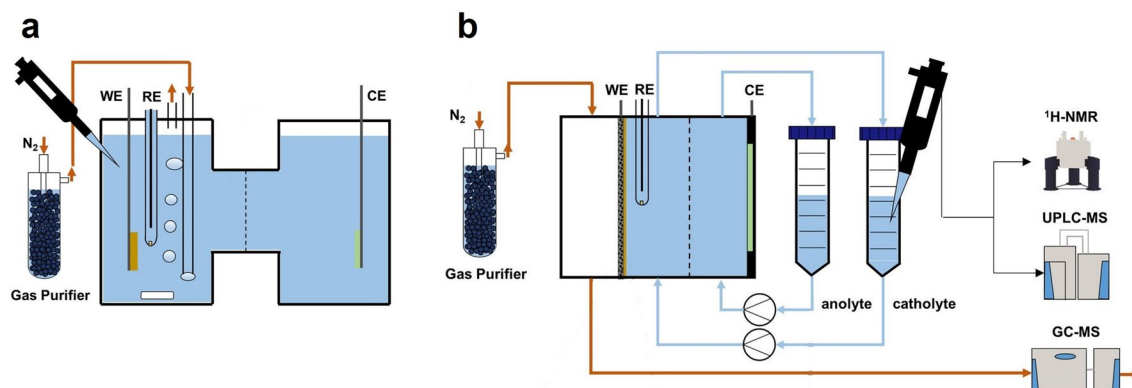 a
WE
RE
CE
N₂
Gas Purifier
b
WE
RE
CE
N₂
Gas Purifier
anolyte
catholyte
¹H-NMR
UPLC-MS
GC-MS